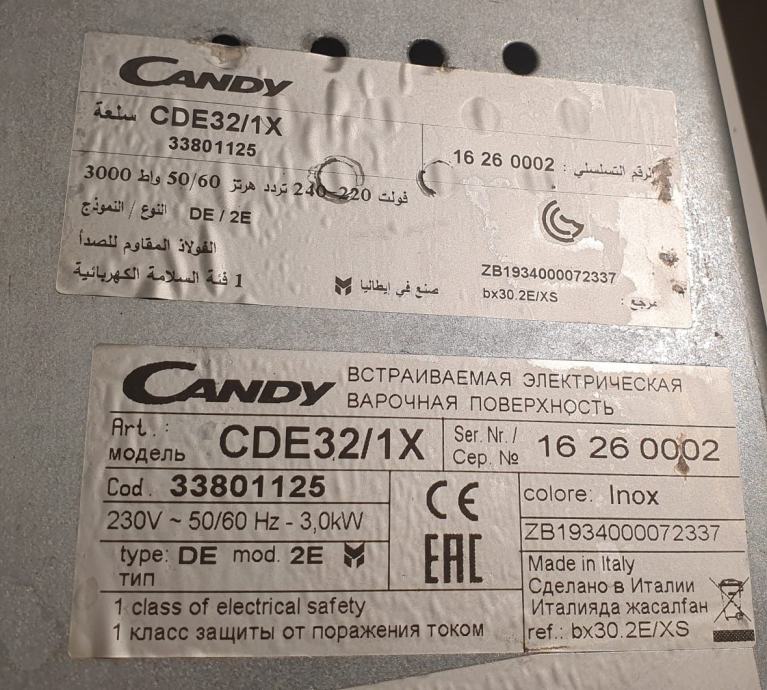 CANDY
سلعة CDE32/1X
33801125
الرقم التسلسلي : 16 26 0002
فولت 220-240 تردد هرتز 50/60 واط 3000
النوع / النموذج DE / 2E
الفولاذ المقاوم للصدأ
1 فئة السلامة الكهربائية
صنع في إيطاليا
ZB1934000072337
مرجع : bx30.2E/XS
CANDY
ВСТРАИВАЕМАЯ ЭЛЕКТРИЧЕСКАЯ
ВАРОЧНАЯ ПОВЕРХНОСТЬ
Art. :
модель CDE32/1X
Ser. Nr. /
Сер. № 16 26 0002
Cod. 33801125
230V ~ 50/60 Hz - 3,0kW
type: DE mod. 2E
тип
CE
EAC
colore: Inox
ZB1934000072337
Made in Italy
Сделано в Италии
Италияда жасалған
ref.: bx30.2E/XS
1 class of electrical safety
1 класс защиты от поражения током